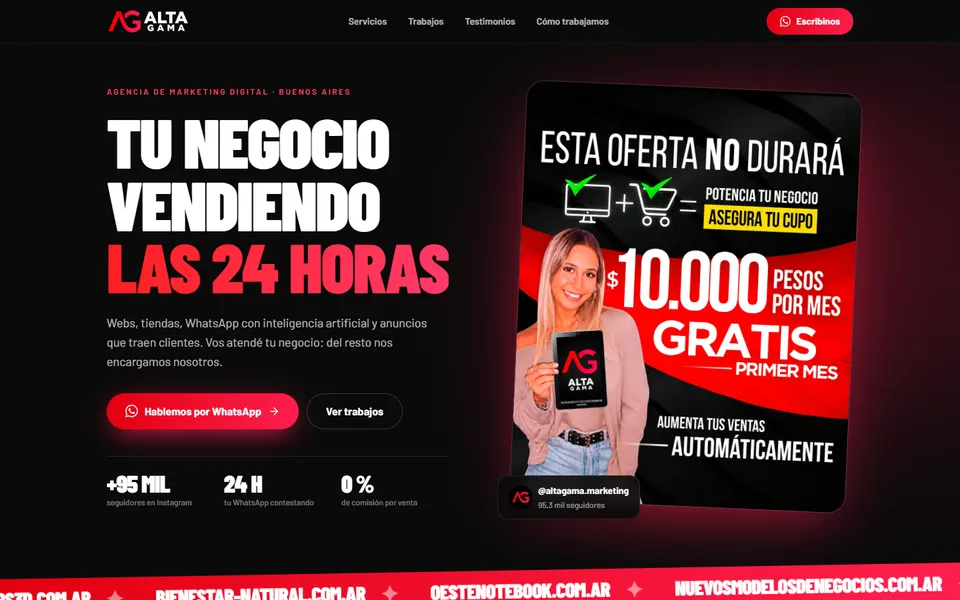 AG ALTA
GAMA
Servicios
Trabajos
Testimonios
Cómo trabajamos
Escribinos
AGENCIA DE MARKETING DIGITAL · BUENOS AIRES
TU NEGOCIO
VENDIENDO
LAS 24 HORAS
Webs, tiendas, WhatsApp con inteligencia artificial y anuncios
que traen clientes. Vos atendé tu negocio: del resto nos
encargamos nosotros.
Hablemos por WhatsApp →
Ver trabajos
+95 MIL
seguidores en Instagram
24 H
tu WhatsApp contestando
0 %
de comisión por venta
ESTA OFERTA NO DURARÁ
POTENCIA TU NEGOCIO
ASEGURA TU CUPO
$10.000 PESOS
POR MES
GRATIS
PRIMER MES
AG
ALTA
GAMA
AUMENTA TUS VENTAS
AUTOMÁTICAMENTE
AG
@altagama.marketing
95,3 mil seguidores
BIENESTAR-NATURAL.COM.AR
OESTENOTEBOOK.COM.AR
NUEVOSMODELOSDENEGOCIOS.COM.AR